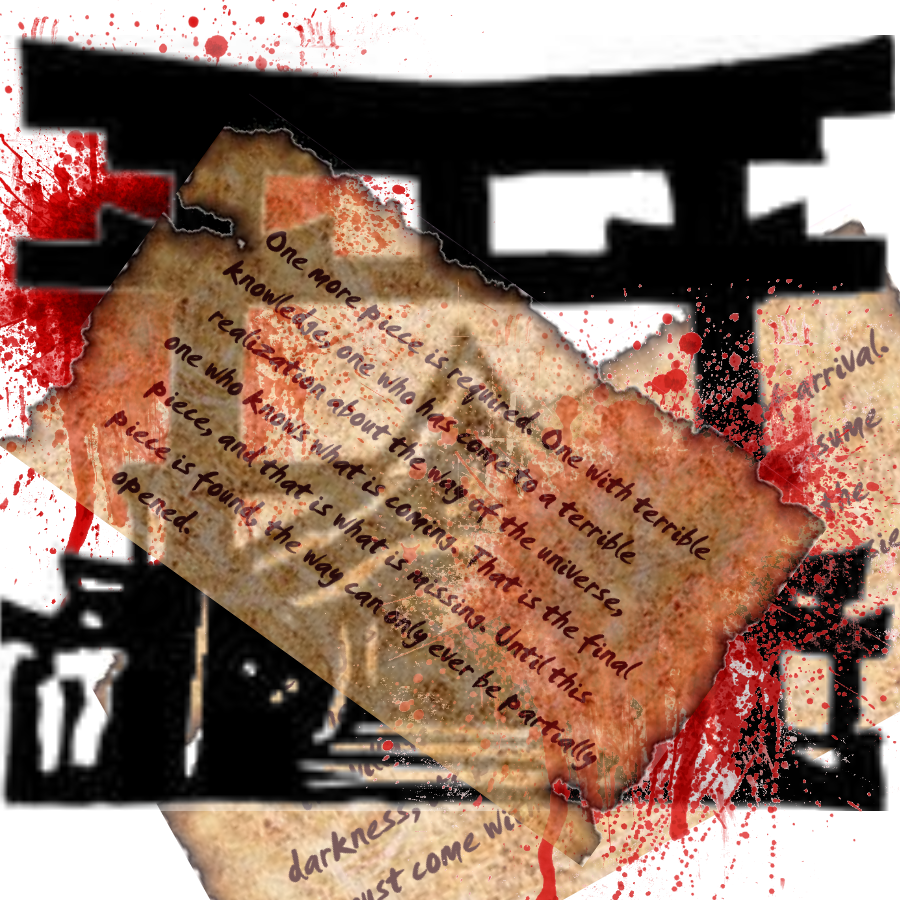 One more piece is required. One with terrible
knowledge, one who has come to a terrible
realization about the way of the universe,
one who knows what is coming. That is the final
piece, and that is what is missing. Until this
piece is found, the way can only ever be partially
opened.
arrival.
sume
the
darkness,
must come wi